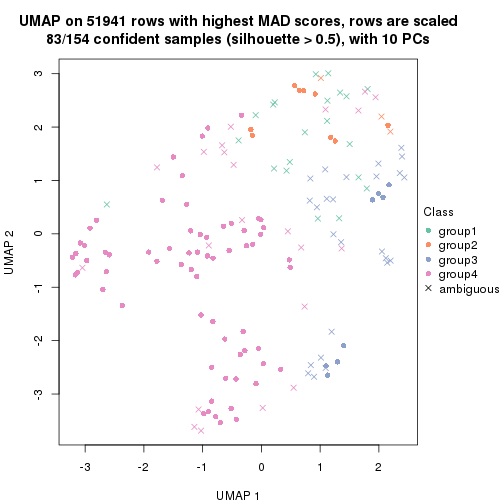 UMAP on 51941 rows with highest MAD scores, rows are scaled
83/154 confident samples (silhouette > 0.5), with 10 PCs
3
2
1
0
-1
-2
-3
UMAP 2
-3
-2
-1
0
1
2
UMAP 1
Class
group1
group2
group3
group4
ambiguous